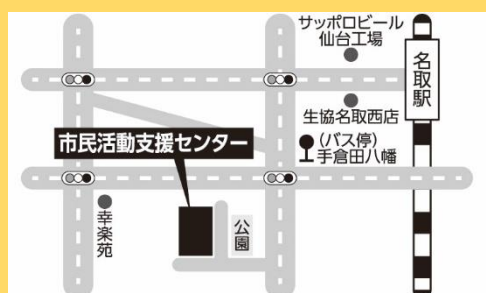 サッポロビール
仙台工場
名取駅
生協名取西店
市民活動支援センター
(バス停)
手倉田八幡
幸楽苑
公園